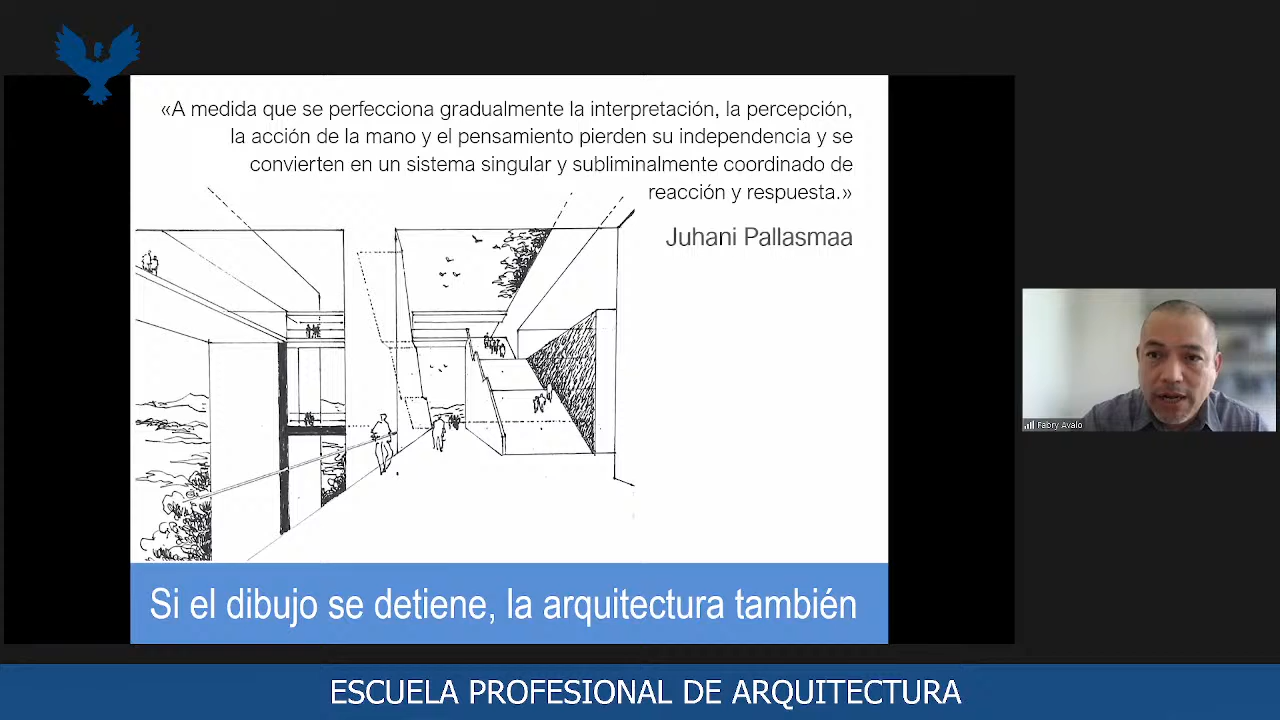 «A medida que se perfecciona gradualmente la interpretación, la percepción,
la acción de la mano y el pensamiento pierden su independencia y se
convierten en un sistema singular y subliminalmente coordinado de
reacción y respuesta.»
Juhani Pallasmaa
Fabry Avalo
Si el dibujo se detiene, la arquitectura también
ESCUELA PROFESIONAL DE ARQUITECTURA